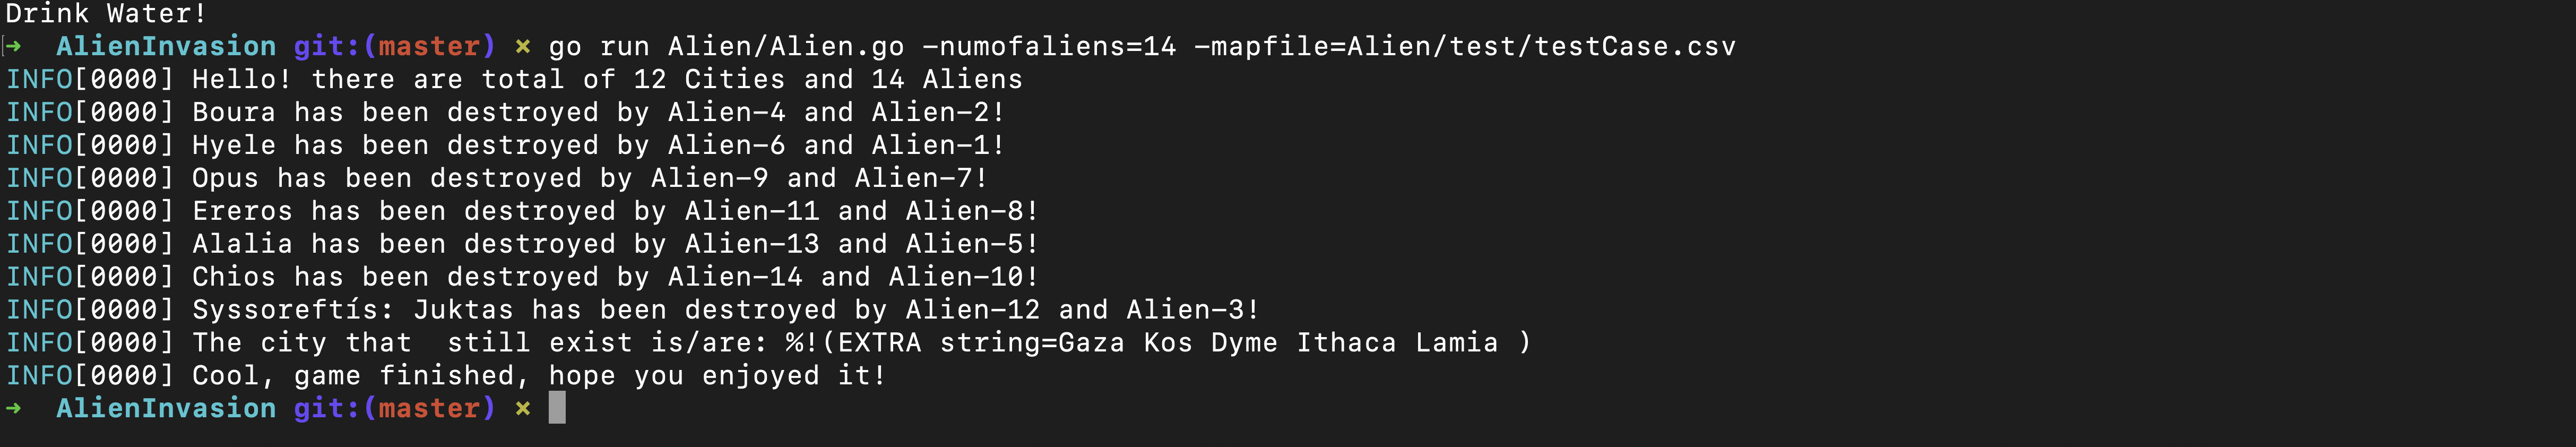 Drink Water!
→ AlienInvasion git:(master) × go run Alien/Alien.go -numofaliens=14 -mapfile=Alien/test/testCase.csv
INFO[0000] Hello! there are total of 12 Cities and 14 Aliens
INFO[0000] Boura has been destroyed by Alien-4 and Alien-2!
INFO[0000] Hyele has been destroyed by Alien-6 and Alien-1!
INFO[0000] Opus has been destroyed by Alien-9 and Alien-7!
INFO[0000] Ereros has been destroyed by Alien-11 and Alien-8!
INFO[0000] Alalia has been destroyed by Alien-13 and Alien-5!
INFO[0000] Chios has been destroyed by Alien-14 and Alien-10!
INFO[0000] Syssoreftís: Juktas has been destroyed by Alien-12 and Alien-3!
INFO[0000] The city that  still exist is/are: %!(EXTRA string=Gaza Kos Dyme Ithaca Lamia )
INFO[0000] Cool, game finished, hope you enjoyed it!
→ AlienInvasion git:(master) ×